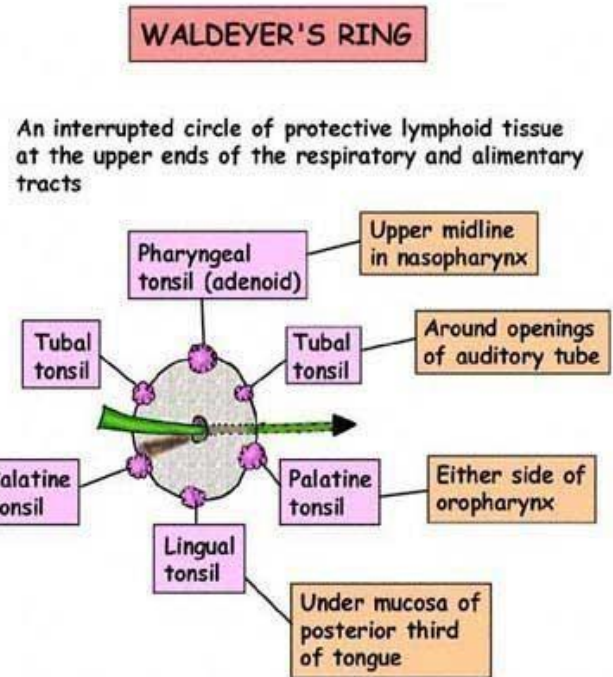 WALDEYER'S RING
An interrupted circle of protective lymphoid tissue
at the upper ends of the respiratory and alimentary
tracts
Upper midline
in nasopharynx
Pharyngeal
tonsil (adenoid)
Tubal
tonsil
Tubal
tonsil
Around openings
of auditory tube
alatine
onsil
Palatine
tonsil
Either side of
oropharynx
Lingual
tonsil
Under mucosa of
posterior third
of tongue